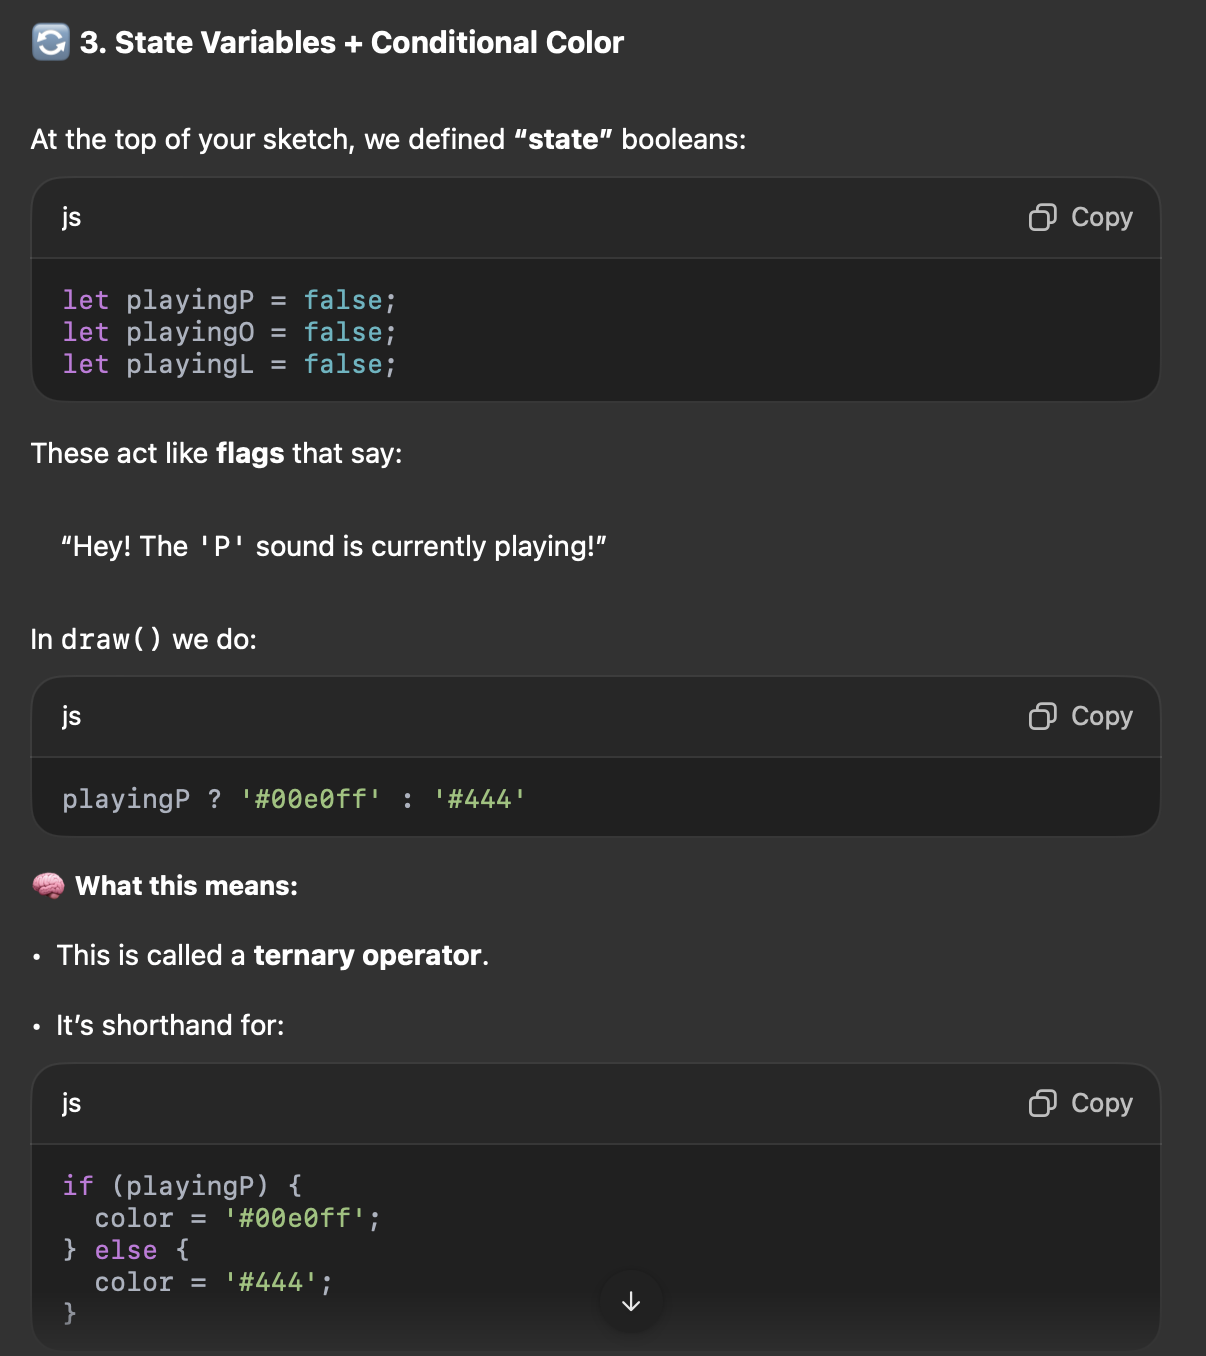 🔄 3. State Variables + Conditional Color
At the top of your sketch, we defined “state” booleans:
js
Copy
let playingP = false;
let playingO = false;
let playingL = false;
These act like flags that say:
“Hey! The 'P' sound is currently playing!”
In draw() we do:
js
Copy
playingP ? '#00e0ff' : '#444'
🧠 What this means:
• This is called a ternary operator.
• It’s shorthand for:
js
Copy
if (playingP) {
  color = '#00e0ff';
} else {
  color = '#444';
}